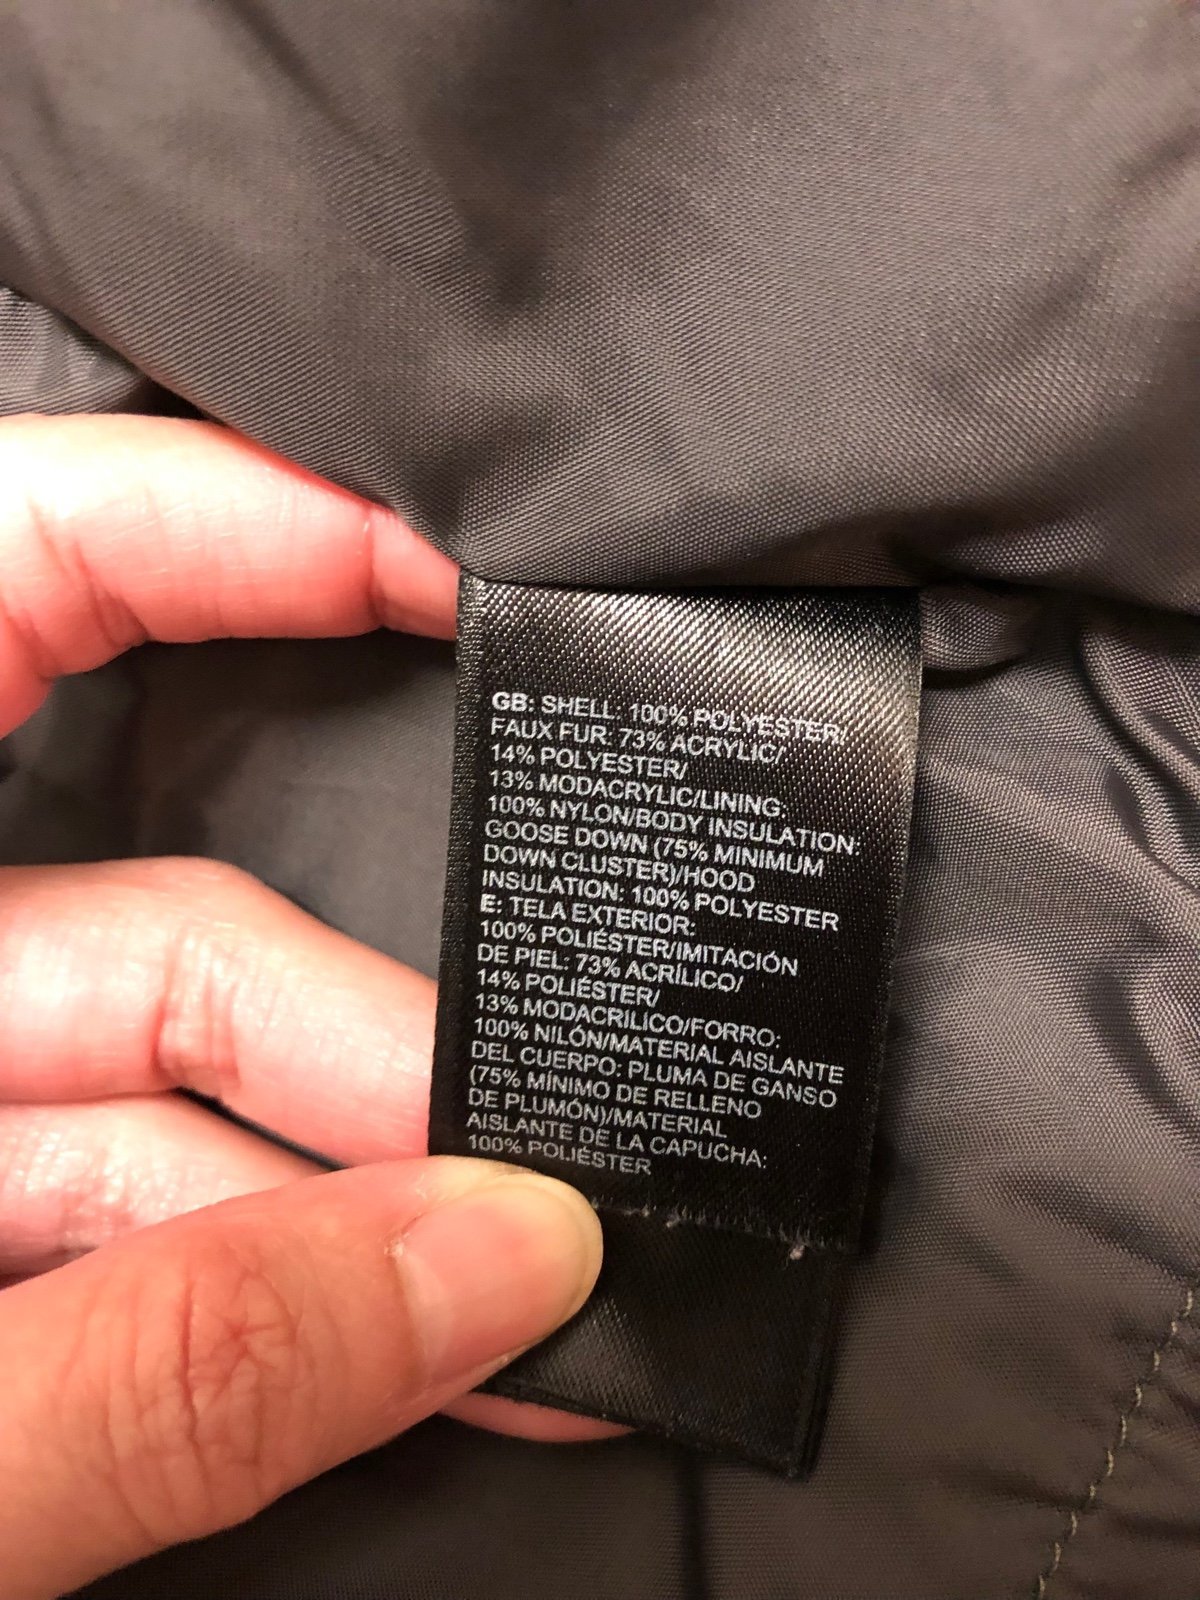 GB: SHELL: 100% POLYESTER/
FAUX FUR: 73% ACRYLIC/
14% POLYESTER/
13% MODACRYLIC/LINING:
100% NYLON/BODY INSULATION:
GOOSE DOWN (75% MINIMUM
DOWN CLUSTER)/HOOD
INSULATION: 100% POLYESTER
E: TELA EXTERIOR:
100% POLIÉSTER/IMITACIÓN
DE PIEL: 73% ACRÍLICO/
14% POLIÉSTER/
13% MODACRILICO/FORRO:
100% NILÓN/MATERIAL AISLANTE
DEL CUERPO: PLUMA DE GANSO
(75% MÍNIMO DE RELLENO
DE PLUMÓN)/MATERIAL
AISLANTE DE LA CAPUCHA:
100% POLIÉSTER